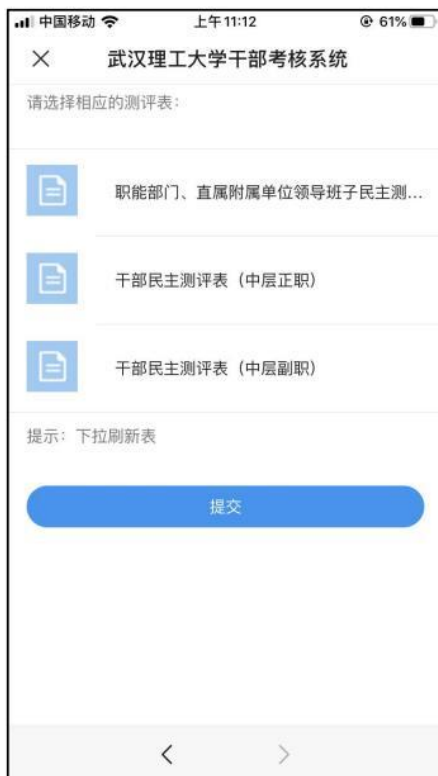 中国移动 上午11:12 61%
武汉理工大学干部考核系统
请选择相应的测评表：
职能部门、直属附属单位领导班子民主测...
干部民主测评表（中层正职）
干部民主测评表（中层副职）
提示：下拉刷新表
提交